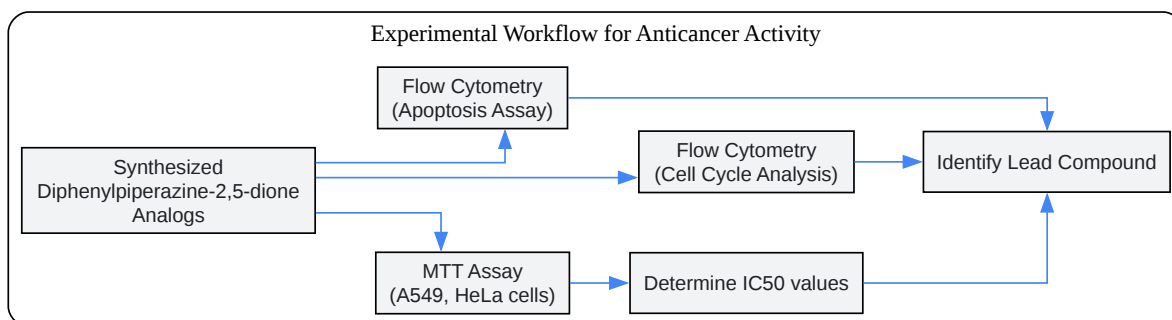 Experimental Workflow for Anticancer Activity
Flow Cytometry
(Apoptosis Assay)
Synthesized
Diphenylpiperazine-2,5-dione
Analogs
Flow Cytometry
(Cell Cycle Analysis)
Identify Lead Compound
MTT Assay
(A549, HeLa cells)
Determine IC50 values